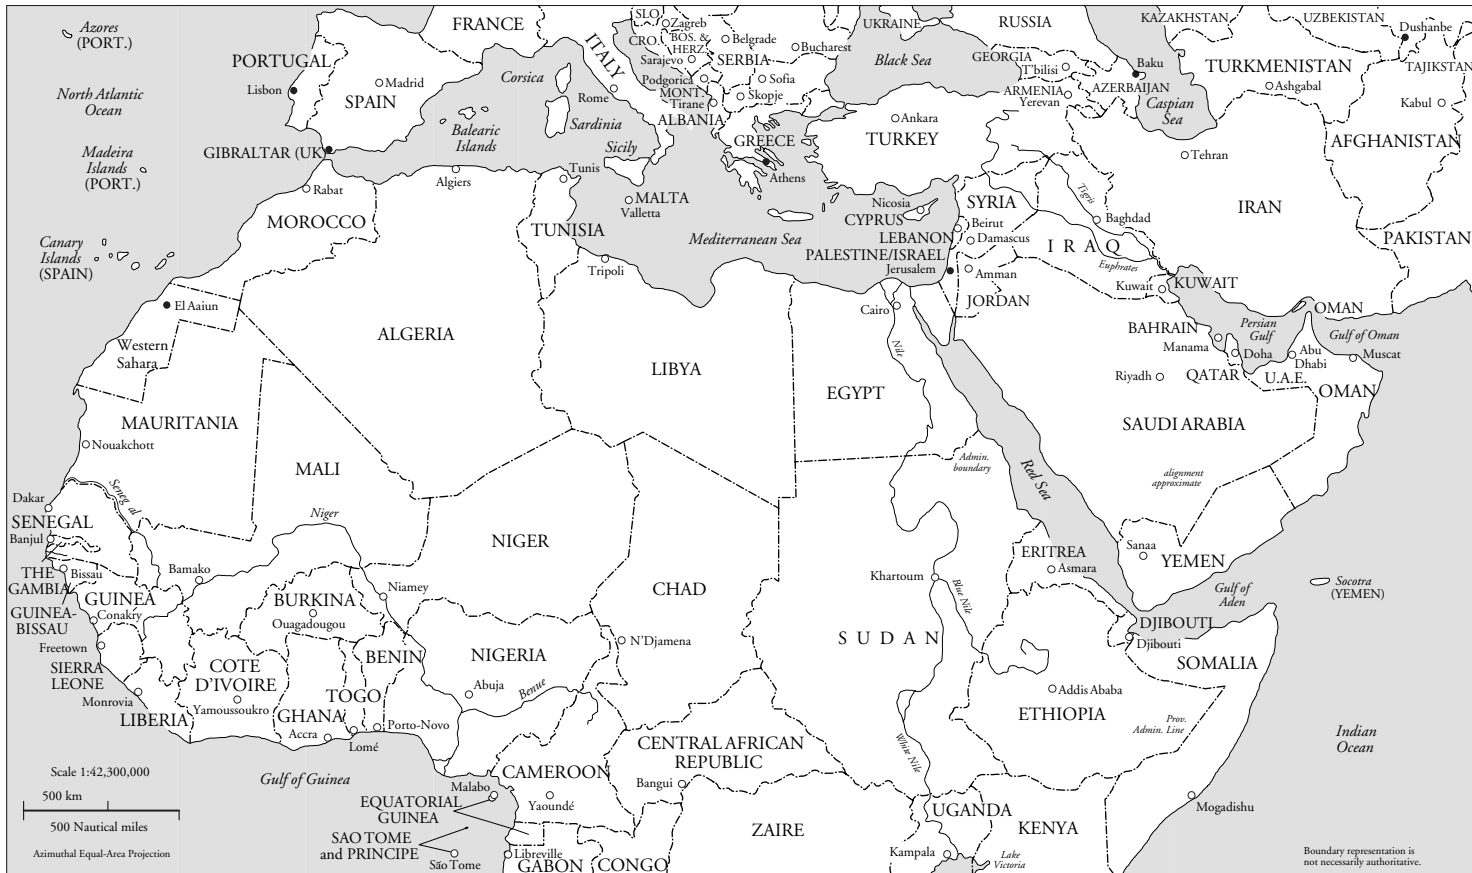 Azores
(PORT.)
North Atlantic
Ocean
Madeira
Islands
(PORT.)
Canary
Islands
(SPAIN)
PORTUGAL
Lisbon
SPAIN
Madrid
GIBRALTAR (UK)
FRANCE
Corsica
Balearic
Islands
ITALY
Rome
Sardinia
Sicily
SLO.
Zagreb
CRO.
BOS. &
HERZ.
Sarajevo
Belgrade
SERBIA
Bucharest
Podgorica
MONT.
Tirane
ALBANIA
Sofia
Skopje
GREECE
Athens
UKRAINE
Black Sea
RUSSIA
GEORGIA
T'bilisi
ARMENIA
Yerevan
AZERBAIJAN
Baku
Caspian
Sea
KAZAKHSTAN
UZBEKISTAN
Dushanbe
TURKMENISTAN
Ashgabal
TAJIKSTAN
Kabul
AFGHANISTAN
PAKISTAN
Ankara
TURKEY
Tehran
IRAN
Nicosia
CYPRUS
SYRIA
LEBANON
Beirut
Damascus
PALESTINE/ISRAEL
Jerusalem
Amman
JORDAN
Tigris
Baghdad
IRAQ
Euphrates
Kuwait
KUWAIT
MALTA
Valletta
Mediterranean Sea
Rabat
MOROCCO
Algiers
Tunis
TUNISIA
Tripoli
El Aaiun
Western
Sahara
ALGERIA
LIBYA
Cairo
Nile
EGYPT
BAHRAIN
Manama
Persian
Gulf
OMAN
Gulf of Oman
Doha
Abu
Dhabi
Muscat
Riyadh
QATAR
U.A.E.
OMAN
SAUDI ARABIA
alignment
approximate
Admin.
boundary
Red Sea
MAURITANIA
Nouakchott
MALI
NIGER
CHAD
SUDAN
Khartoum
Blue Nile
White Nile
ERITREA
Asmara
Sanaa
YEMEN
Gulf of
Aden
Socotra
(YEMEN)
DJIBOUTI
Djibouti
SOMALIA
Addis Ababa
ETHIOPIA
Prov.
Admin. Line
Mogadishu
Indian
Ocean
Dakar
SENEGAL
Seneg al
Banjul
THE
GAMBIA
Bissau
GUINEA-
BISSAU
GUINEA
Conakry
Freetown
SIERRA
LEONE
Monrovia
LIBERIA
Bamako
Niger
BURKINA
Ouagadougou
Niamey
COTE
D'IVOIRE
Yamoussoukro
GHANA
Accra
TOGO
Lomé
BENIN
Porto-Novo
NIGERIA
Abuja
Benue
N'Djamena
CENTRAL AFRICAN
REPUBLIC
Bangui
CAMEROON
Yaoundé
Malabo
EQUATORIAL
GUINEA
SAO TOME
and PRINCIPE
São Tome
Libreville
GABON
CONGO
ZAIRE
UGANDA
Kampala
KENYA
Lake
Victoria
Gulf of Guinea
Scale 1:42,300,000
500 km
500 Nautical miles
Azimuthal Equal-Area Projection
Boundary representation is
not necessarily authoritative.